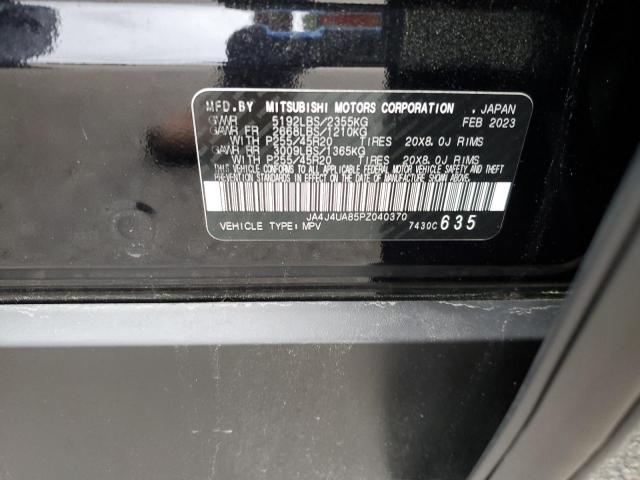 MFD.BY MITSUBISHI MOTORS CORPORATION , JAPAN
GVWR 5192LBS/2355KG FEB 2023
GAWR FR 2668LBS/1210KG
WITH P255/45R20 TIRES 20X8.0J RIMS
GAWR RR 3009LBS/1365KG
WITH P255/45R20 TIRES 20X8.0J RIMS
THIS VEHICLE CONFORMS TO ALL APPLICABLE FEDERAL MOTOR VEHICLE SAFETY AND THEFT
PREVENTION STANDARDS IN EFFECT ON THE DATE OF MANUFACTURE SHOWN ABOVE.
JA4J4UA85PZ040370
VEHICLE TYPE: MPV 7430C 635